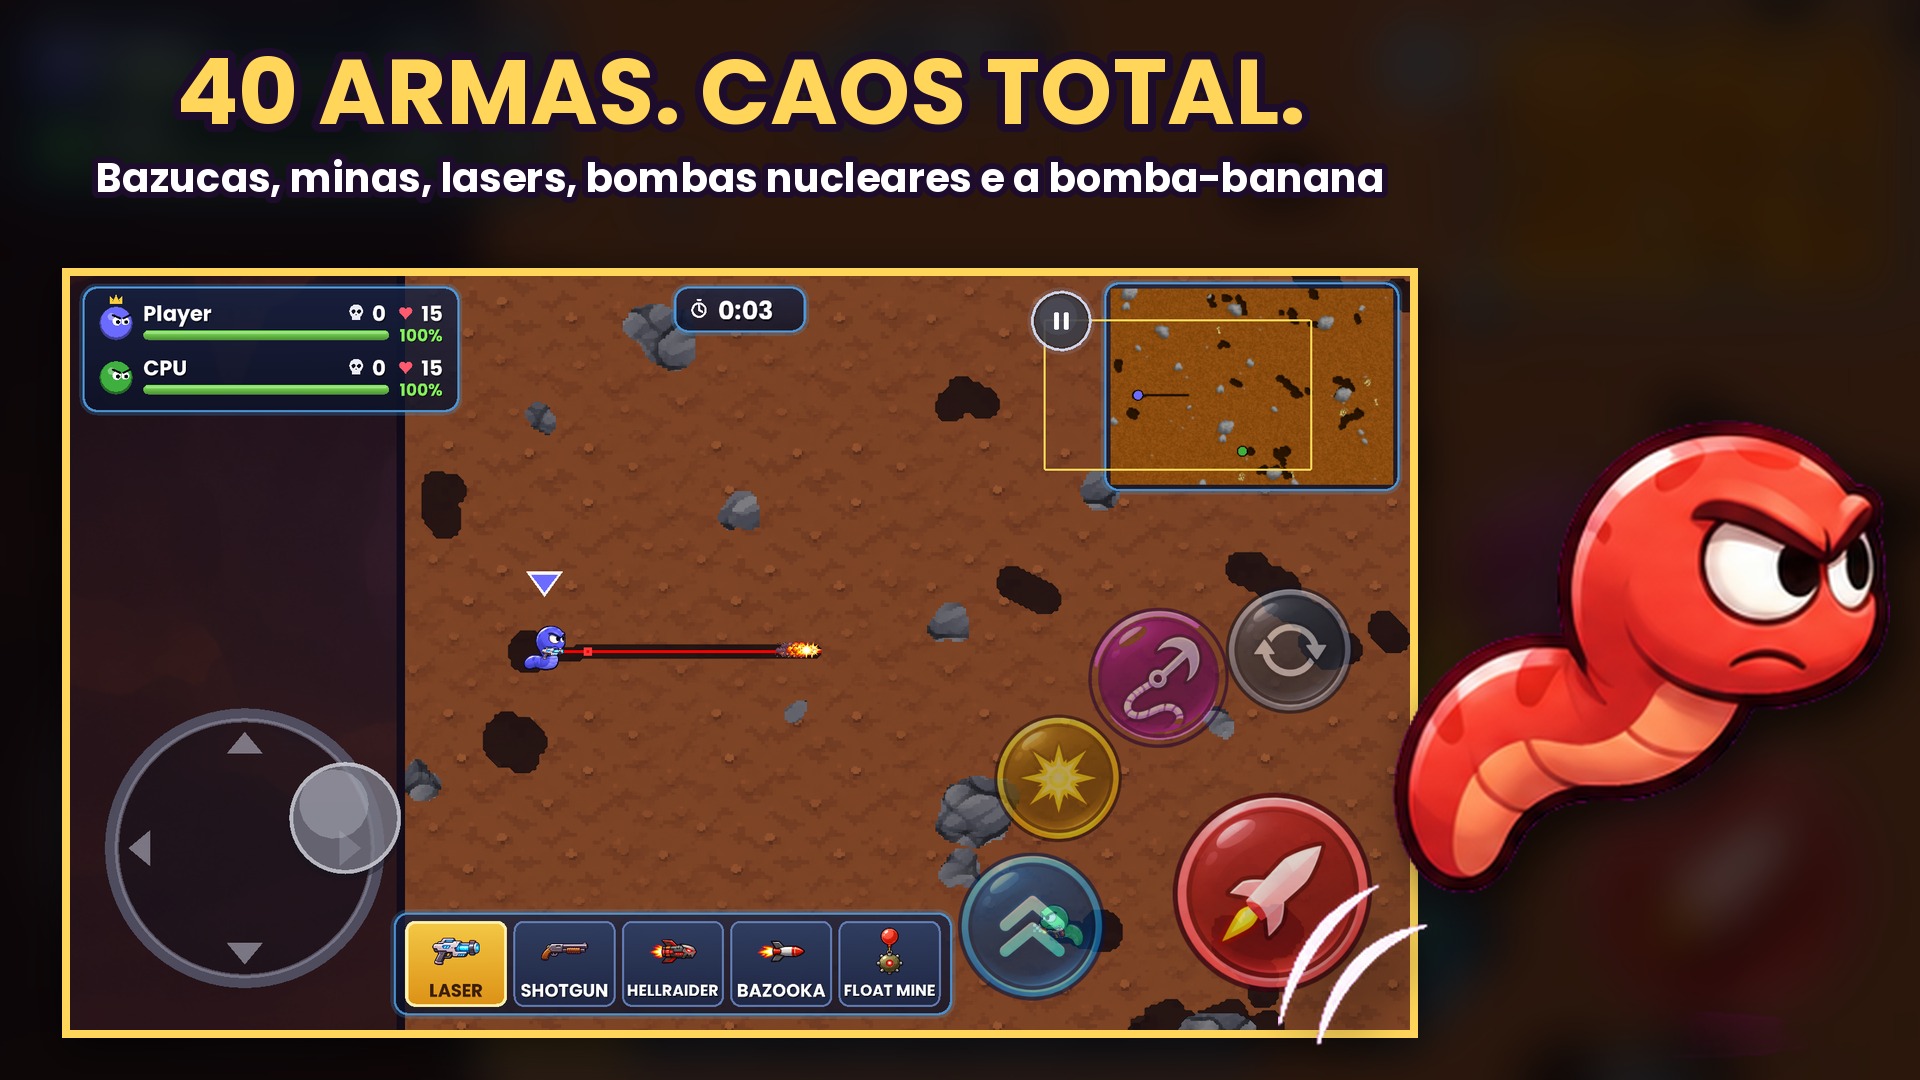 40 ARMAS. CAOS TOTAL.
Bazucas, minas, lasers, bombas nucleares e a bomba-banana
Player 0 15
100%
CPU 0 15
100%
0:03
LASER
SHOTGUN
HELLRAIDER
BAZOOKA
FLOAT MINE